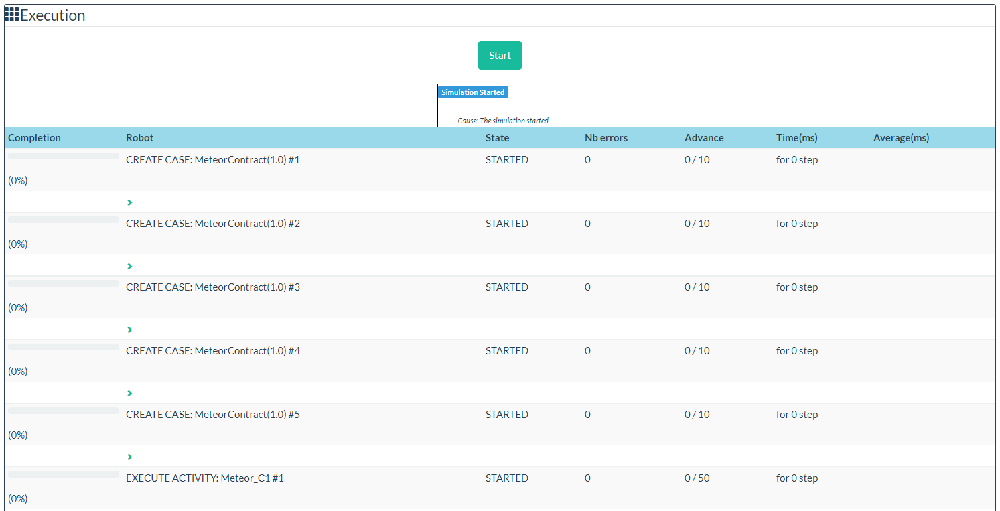 Execution
Start
Simulation Started
Cause: The simulation started
Completion Robot State Nb errors Advance Time(ms) Average(ms)
CREATE CASE: MeteorContract(1.0) #1 STARTED 0 0 / 10 for 0 step
(0%)
CREATE CASE: MeteorContract(1.0) #2 STARTED 0 0 / 10 for 0 step
(0%)
CREATE CASE: MeteorContract(1.0) #3 STARTED 0 0 / 10 for 0 step
(0%)
CREATE CASE: MeteorContract(1.0) #4 STARTED 0 0 / 10 for 0 step
(0%)
CREATE CASE: MeteorContract(1.0) #5 STARTED 0 0 / 10 for 0 step
(0%)
EXECUTE ACTIVITY: Meteor_C1 #1 STARTED 0 0 / 50 for 0 step
(0%)